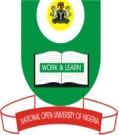 WORK & LEARN
NATIONAL OPEN UNIVERSITY OF NIGERIA